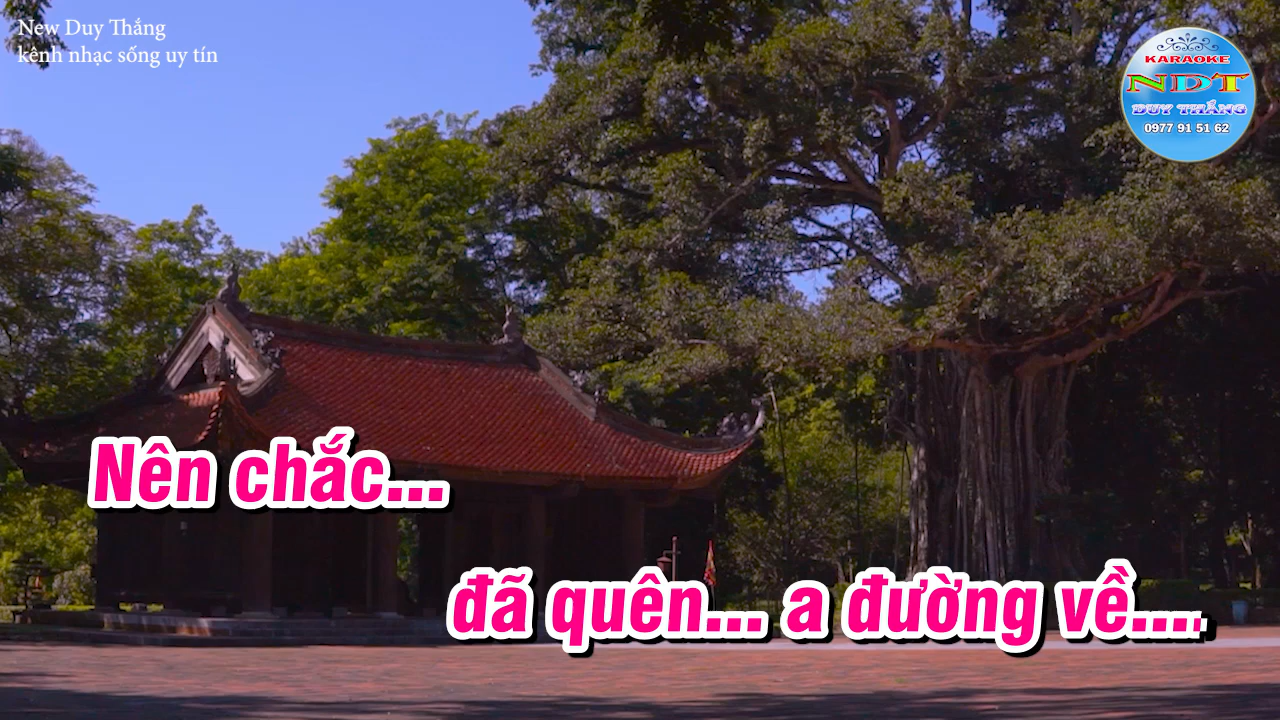 New Duy Thắng
kênh nhạc sống uy tín
KARAOKE
NDT
DUY THẮNG
0977 91 51 62
Nên chắc...
đã quên... a đường về....